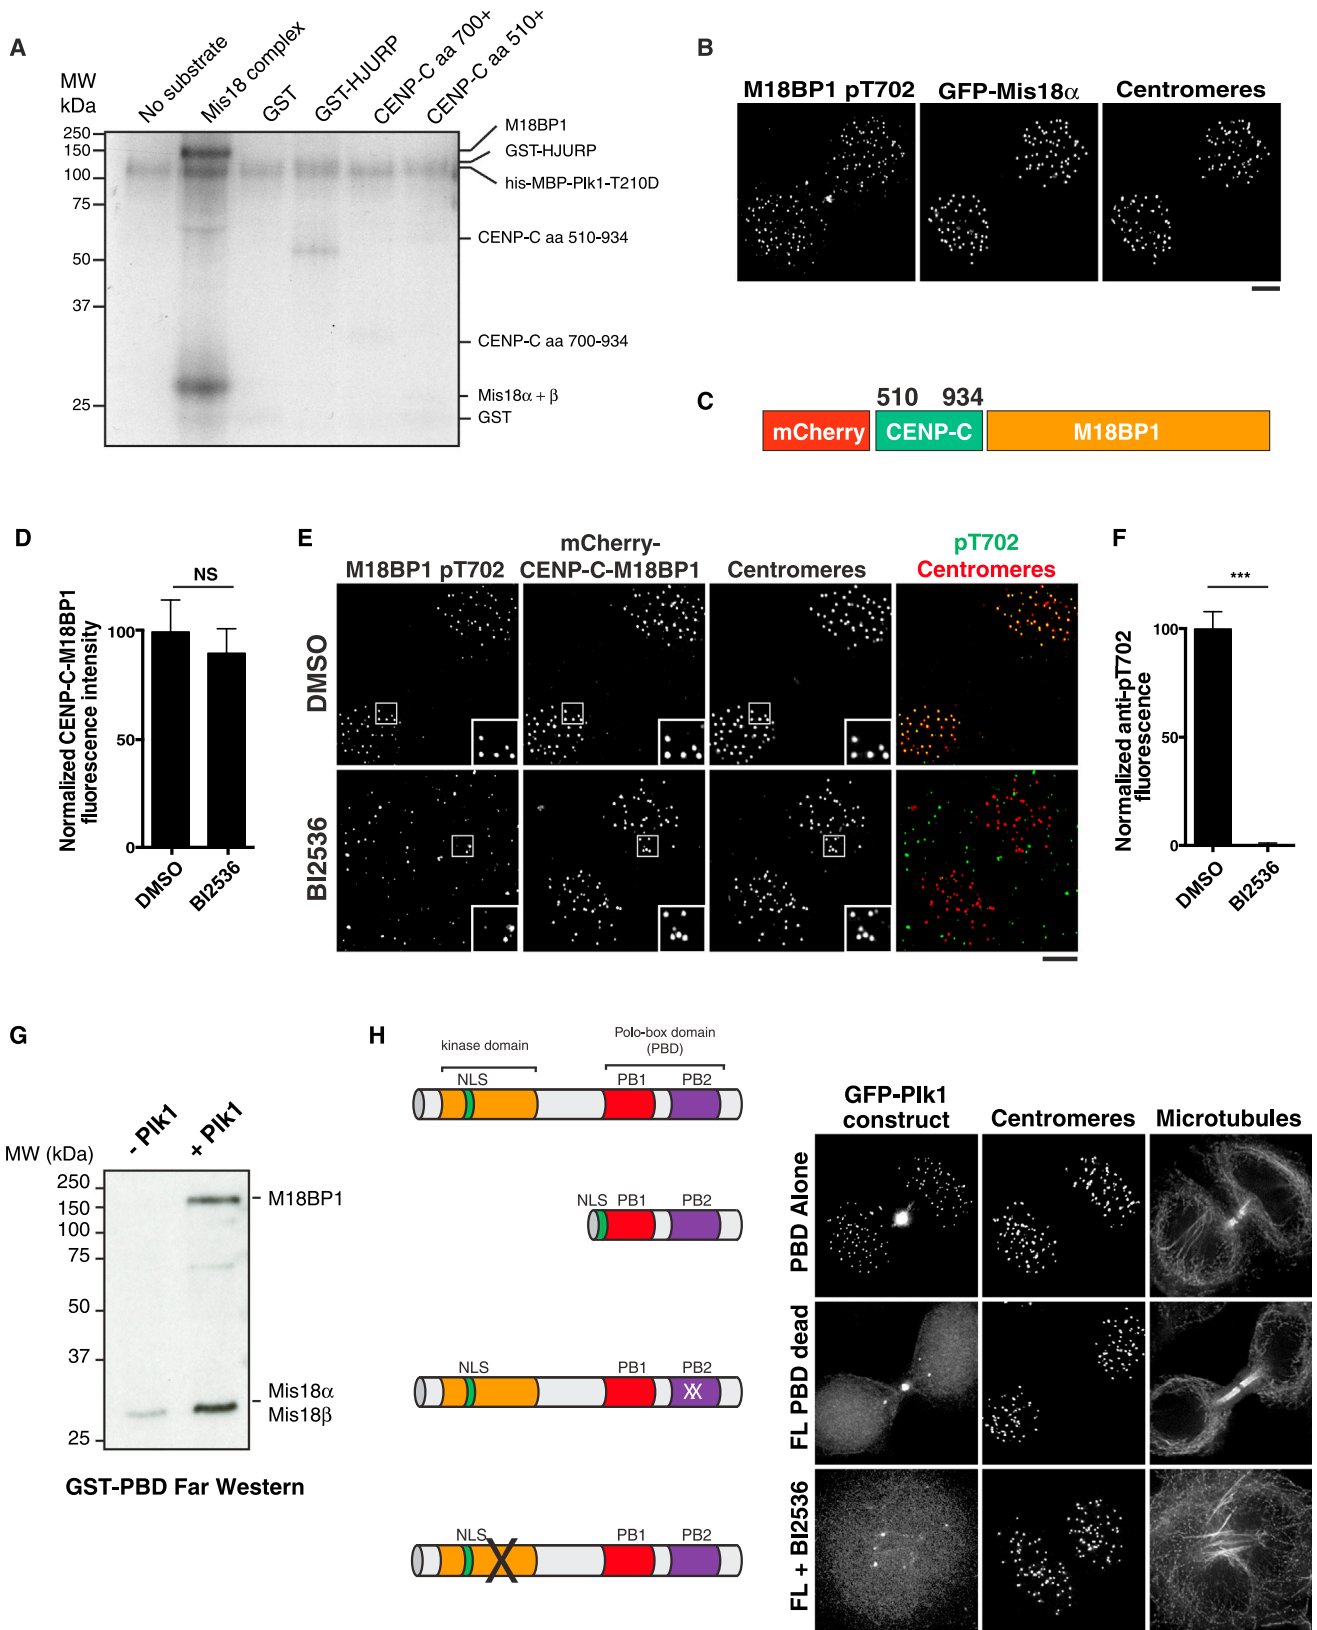 A
MW
kDa
No substrate
Mis18 complex
GST
GST-HJURP
CENP-C aa 700+
CENP-C aa 510+
250
150
100
75
50
37
25
M18BP1
GST-HJURP
his-MBP-Plk1-T210D
CENP-C aa 510-934
CENP-C aa 700-934
Mis18α + β
GST
B
M18BP1 pT702
GFP-Mis18α
Centromeres
C
510 934
mCherry
CENP-C
M18BP1
D
NS
Normalized CENP-C-M18BP1
fluorescence intensity
100
50
0
DMSO
BI2536
E
M18BP1 pT702
mCherry-
CENP-C-M18BP1
Centromeres
pT702
Centromeres
DMSO
BI2536
F
***
Normalized anti-pT702
fluorescence
100
50
0
DMSO
BI2536
G
- Plk1
+ Plk1
MW (kDa)
250
150
100
75
50
37
25
M18BP1
Mis18α
Mis18β
GST-PBD Far Western
H
kinase domain
Polo-box domain
(PBD)
NLS
PB1
PB2
NLS
PB1
PB2
NLS
PB1
PB2
XX
NLS
PB1
PB2
X
GFP-Plk1
construct
Centromeres
Microtubules
PBD Alone
FL PBD dead
FL + BI2536